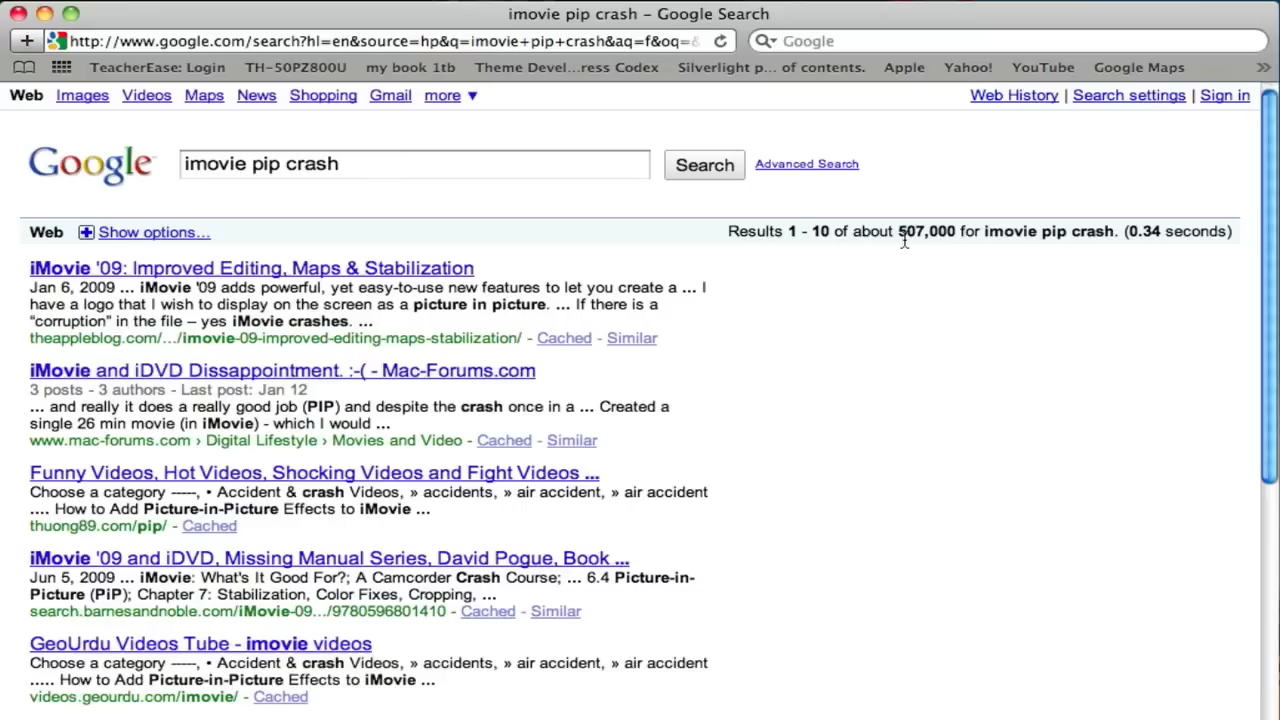 imovie pip crash – Google Search
http://www.google.com/search?hl=en&source=hp&q=imovie+pip+crash&aq=f&oq=&
Google
TeacherEase: Login TH-50PZ800U my book 1tb Theme Devel...ress Codex Silverlight p... of contents. Apple Yahoo! YouTube Google Maps
Web Images Videos Maps News Shopping Gmail more ▼ Web History | Search settings | Sign in
Google imovie pip crash Search Advanced Search
Web Show options... Results 1 - 10 of about 507,000 for imovie pip crash. (0.34 seconds)
iMovie '09: Improved Editing, Maps & Stabilization
Jan 6, 2009 ... iMovie '09 adds powerful, yet easy-to-use new features to let you create a ... I
have a logo that I wish to display on the screen as a picture in picture. ... If there is a
“corruption” in the file – yes iMovie crashes. ...
theappleblog.com/.../imovie-09-improved-editing-maps-stabilization/ - Cached - Similar
iMovie and iDVD Disappointment. :-( - Mac-Forums.com
3 posts - 3 authors - Last post: Jan 12
... and really it does a really good job (PIP) and despite the crash once in a ... Created a
single 26 min movie (in iMovie) - which I would ...
www.mac-forums.com › Digital Lifestyle › Movies and Video - Cached - Similar
Funny Videos, Hot Videos, Shocking Videos and Fight Videos ...
Choose a category -----, • Accident & crash Videos, » accidents, » air accident, » air accident
.... How to Add Picture-in-Picture Effects to iMovie ...
thuong89.com/pip/ - Cached
iMovie '09 and iDVD, Missing Manual Series, David Pogue, Book ...
Jun 5, 2009 ... iMovie: What's It Good For?; A Camcorder Crash Course; ... 6.4 Picture-in-
Picture (PiP); Chapter 7: Stabilization, Color Fixes, Cropping, ...
search.barnesandnoble.com/iMovie-09.../9780596801410 - Cached - Similar
GeoUrdu Videos Tube - imovie videos
Choose a category -----, • Accident & crash Videos, » accidents, » air accident, » air accident
..... How to Add Picture-in-Picture Effects to iMovie ...
videos.geourdu.com/imovie/ - Cached